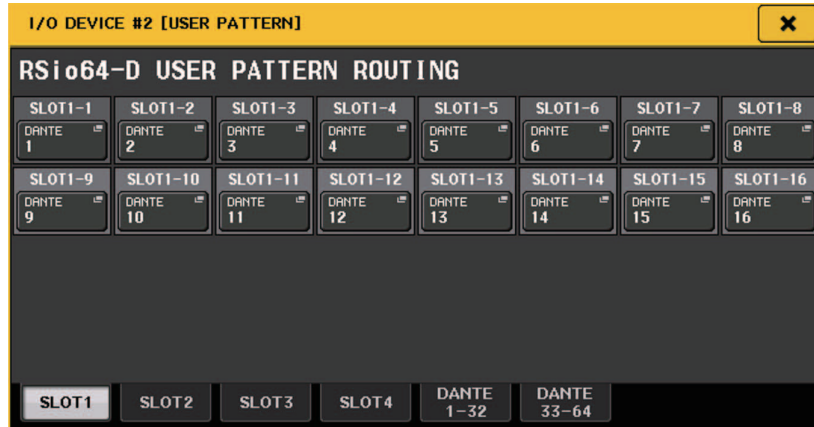 I/O DEVICE #2 [USER PATTERN]
RSio64-D USER PATTERN ROUTING
SLOT1-1 SLOT1-2 SLOT1-3 SLOT1-4 SLOT1-5 SLOT1-6 SLOT1-7 SLOT1-8
DANTE DANTE DANTE DANTE DANTE DANTE DANTE DANTE
1 2 3 4 5 6 7 8
SLOT1-9 SLOT1-10 SLOT1-11 SLOT1-12 SLOT1-13 SLOT1-14 SLOT1-15 SLOT1-16
DANTE DANTE DANTE DANTE DANTE DANTE DANTE DANTE
9 10 11 12 13 14 15 16
SLOT1 SLOT2 SLOT3 SLOT4 DANTE 1-32 DANTE 33-64